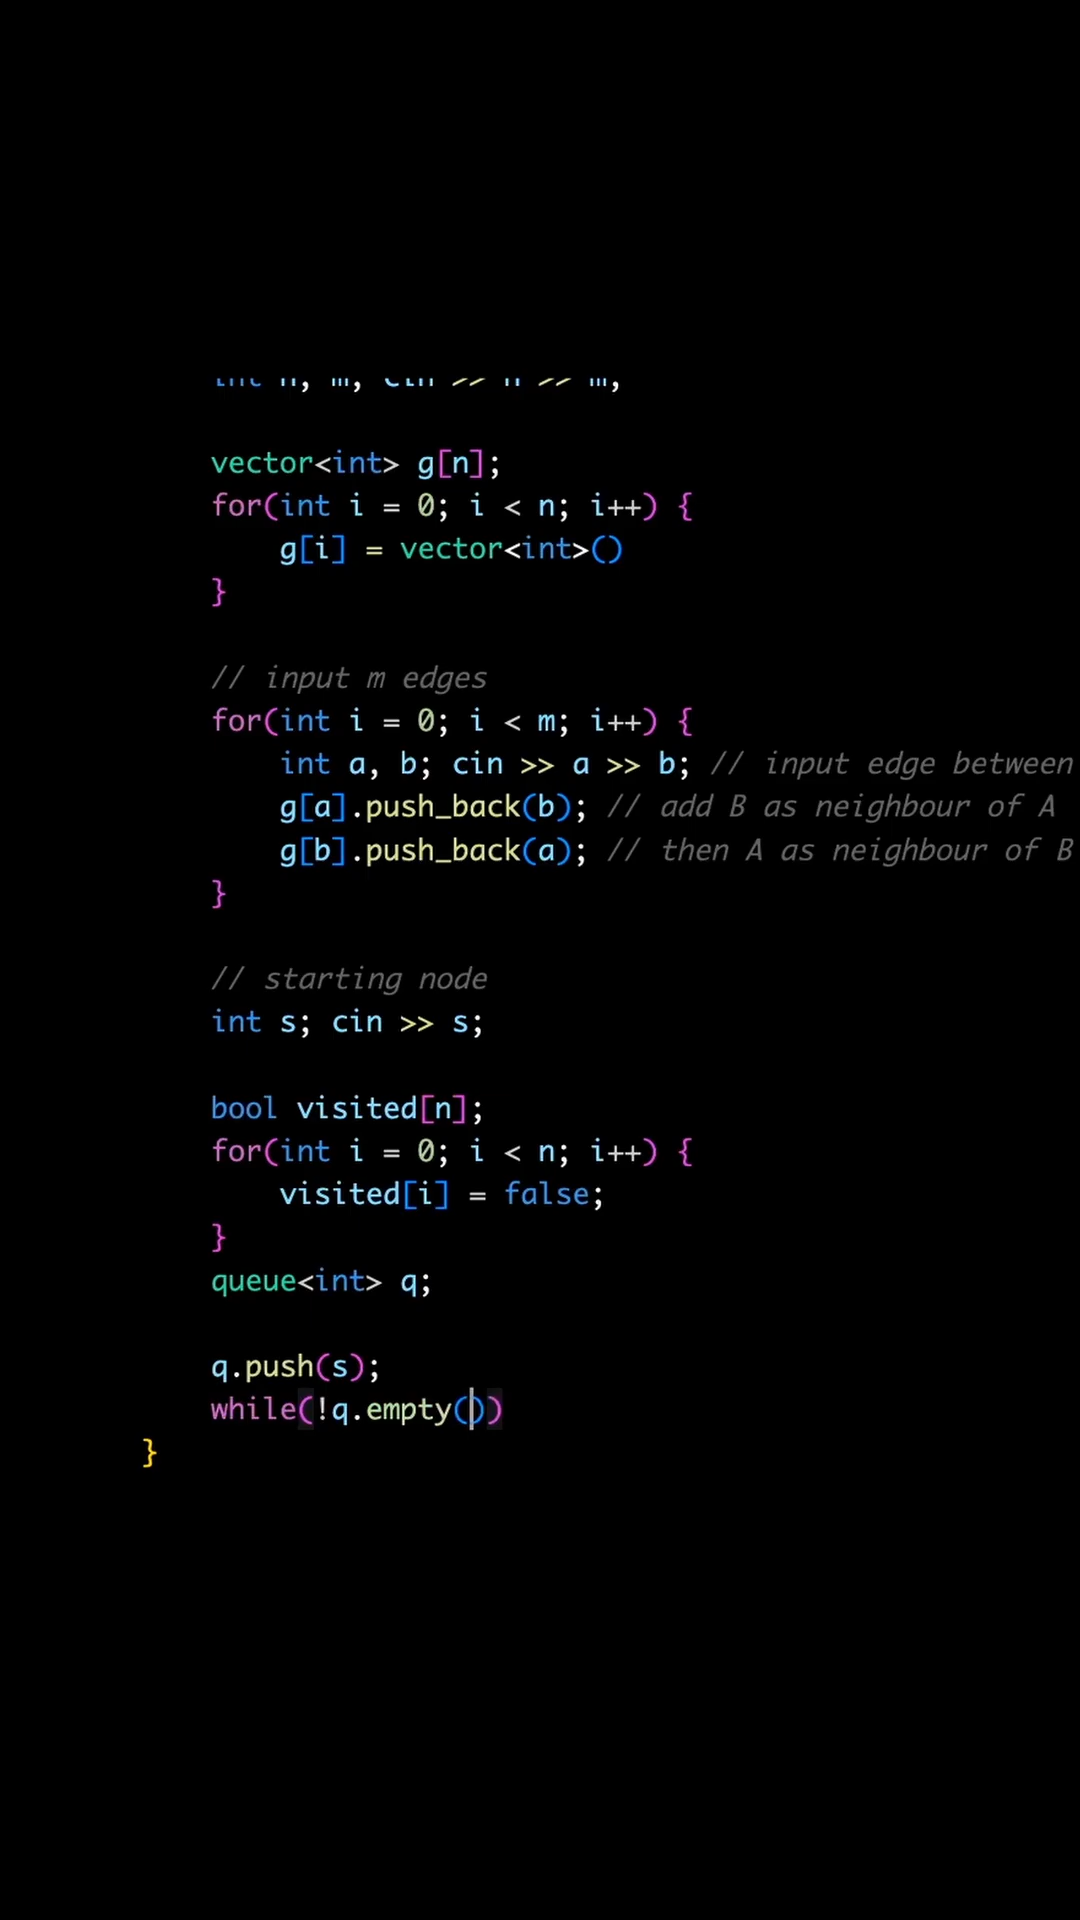 int n, m; cin >> n >> m;
vector<int> g[n];
for(int i = 0; i < n; i++) {
g[i] = vector<int>()
}
// input m edges
for(int i = 0; i < m; i++) {
int a, b; cin >> a >> b; // input edge between
g[a].push_back(b); // add B as neighbour of A
g[b].push_back(a); // then A as neighbour of B
}
// starting node
int s; cin >> s;
bool visited[n];
for(int i = 0; i < n; i++) {
visited[i] = false;
}
queue<int> q;
q.push(s);
while(!q.empty())
}